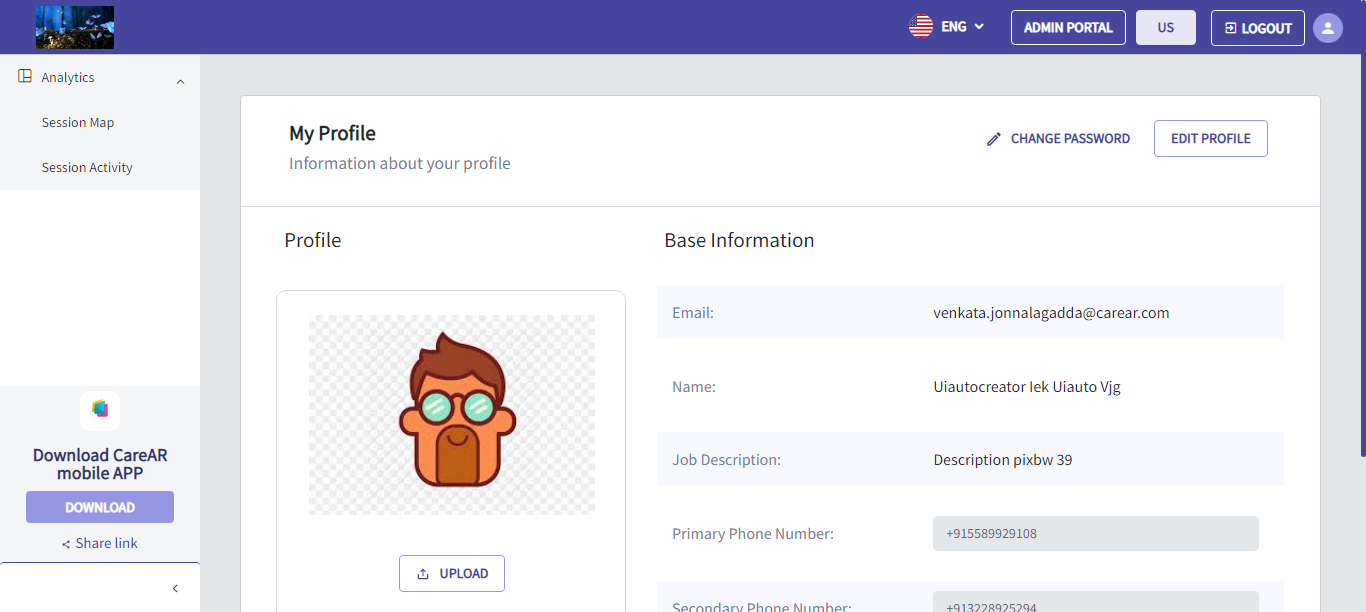 ENG
ADMIN PORTAL
US
LOGOUT
Analytics
Session Map
Session Activity
Download CareAR
mobile APP
DOWNLOAD
Share link
My Profile
Information about your profile
CHANGE PASSWORD
EDIT PROFILE
Profile
UPLOAD
Base Information
Email: venkata.jonnalagadda@carear.com
Name: Uiautocreator Iek Uiauto Vjg
Job Description: Description pixbw 39
Primary Phone Number: +915589929108
Secondary Phone Number: +913228925294